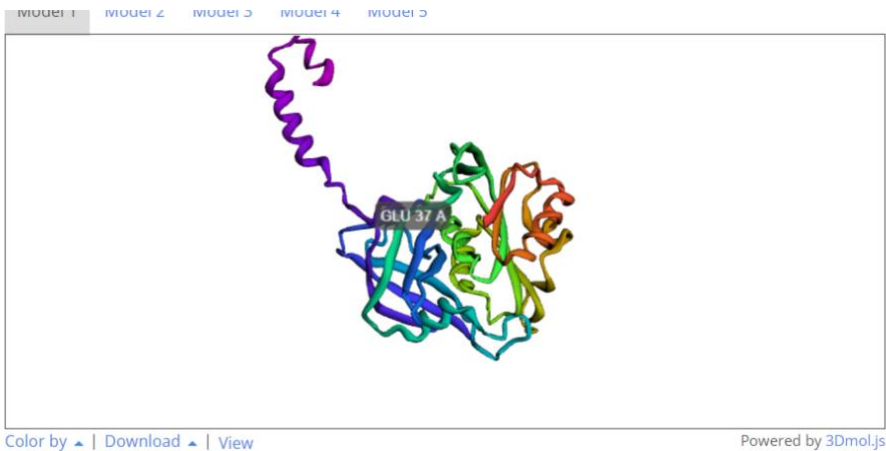 Model 1 Model 2 Model 3 Model 4 Model 5
GLU 37 A
Color by | Download | View
Powered by 3Dmol.js